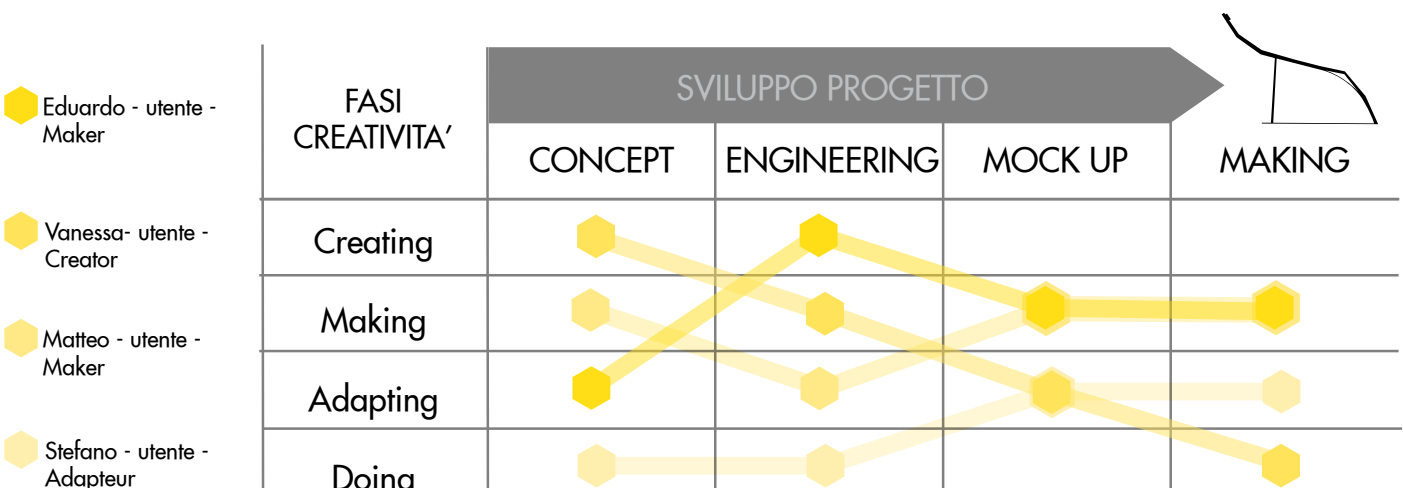 Eduardo - utente -
Maker
Vanessa- utente -
Creator
Matteo - utente -
Maker
Stefano - utente -
Adapteur
FASI
CREATIVITA’
SVILUPPO PROGETTO
CONCEPT
ENGINEERING
MOCK UP
MAKING
Creating
Making
Adapting
Doing